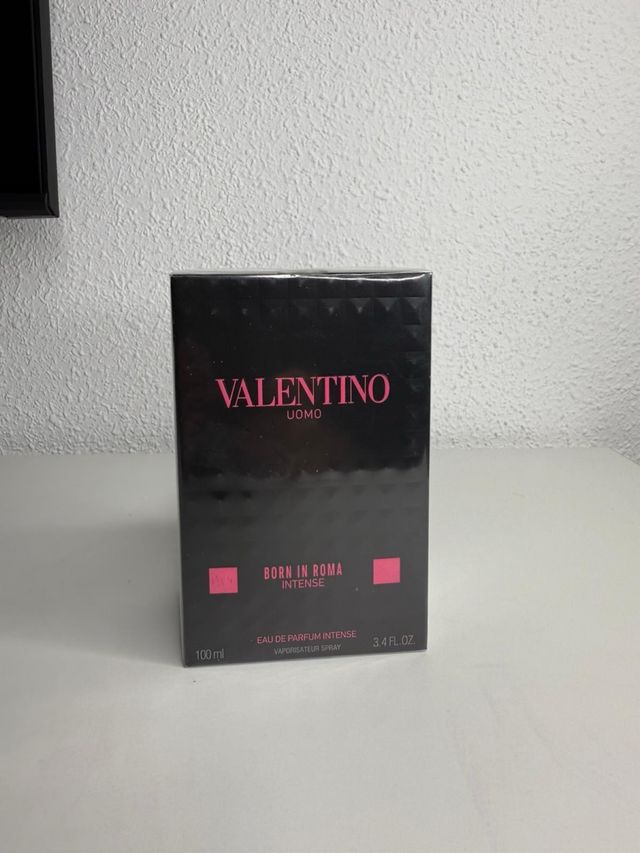 VALENTINO
UOMO
BORN IN ROMA
INTENSE
EAU DE PARFUM INTENSE
VAPORISATEUR SPRAY
100 ml
3.4 FL.OZ.